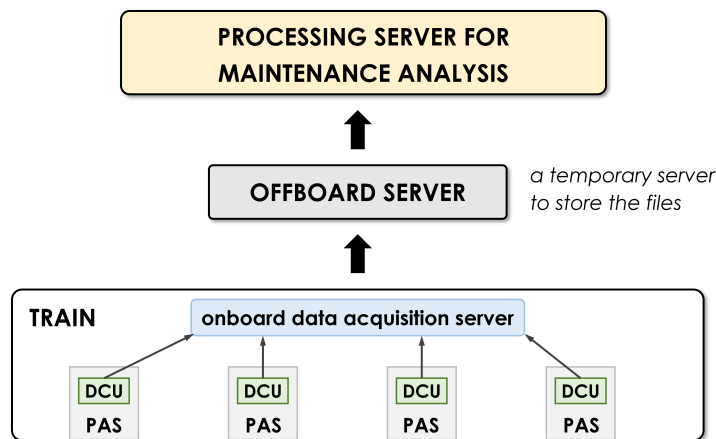 PROCESSING SERVER FOR
MAINTENANCE ANALYSIS
OFFBOARD SERVER
a temporary server
to store the files
TRAIN
onboard data acquisition server
DCU
DCU
DCU
DCU
PAS
PAS
PAS
PAS